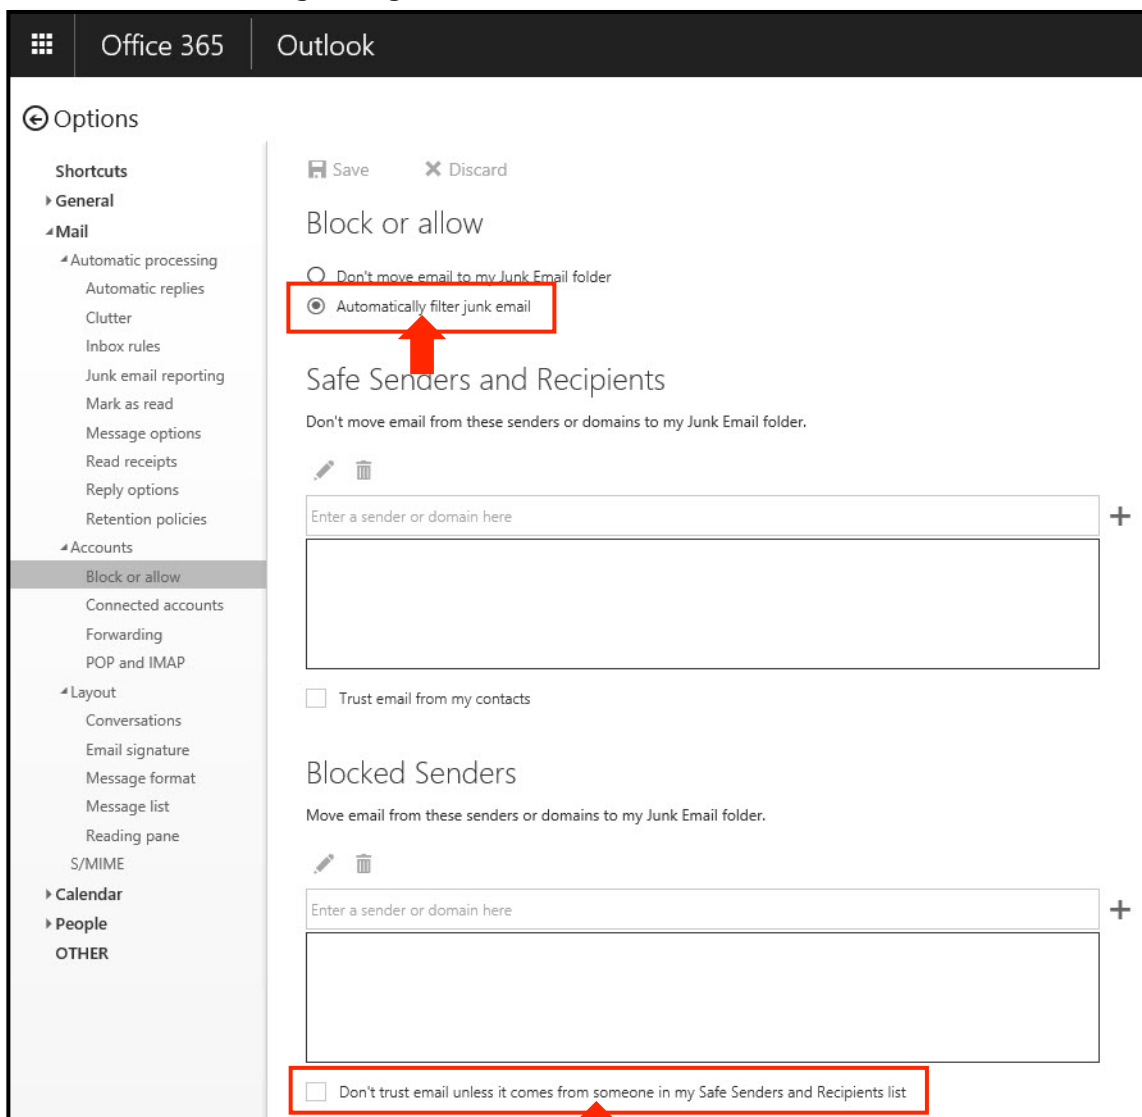 Office 365
Outlook
Options
Shortcuts
General
Mail
Automatic processing
Automatic replies
Clutter
Inbox rules
Junk email reporting
Mark as read
Message options
Read receipts
Reply options
Retention policies
Accounts
Block or allow
Connected accounts
Forwarding
POP and IMAP
Layout
Conversations
Email signature
Message format
Message list
Reading pane
S/MIME
Calendar
People
OTHER
Save
Discard
Block or allow
Don't move email to my Junk Email folder
Automatically filter junk email
Safe Senders and Recipients
Don't move email from these senders or domains to my Junk Email folder.
Enter a sender or domain here
Trust email from my contacts
Blocked Senders
Move email from these senders or domains to my Junk Email folder.
Enter a sender or domain here
Don't trust email unless it comes from someone in my Safe Senders and Recipients list